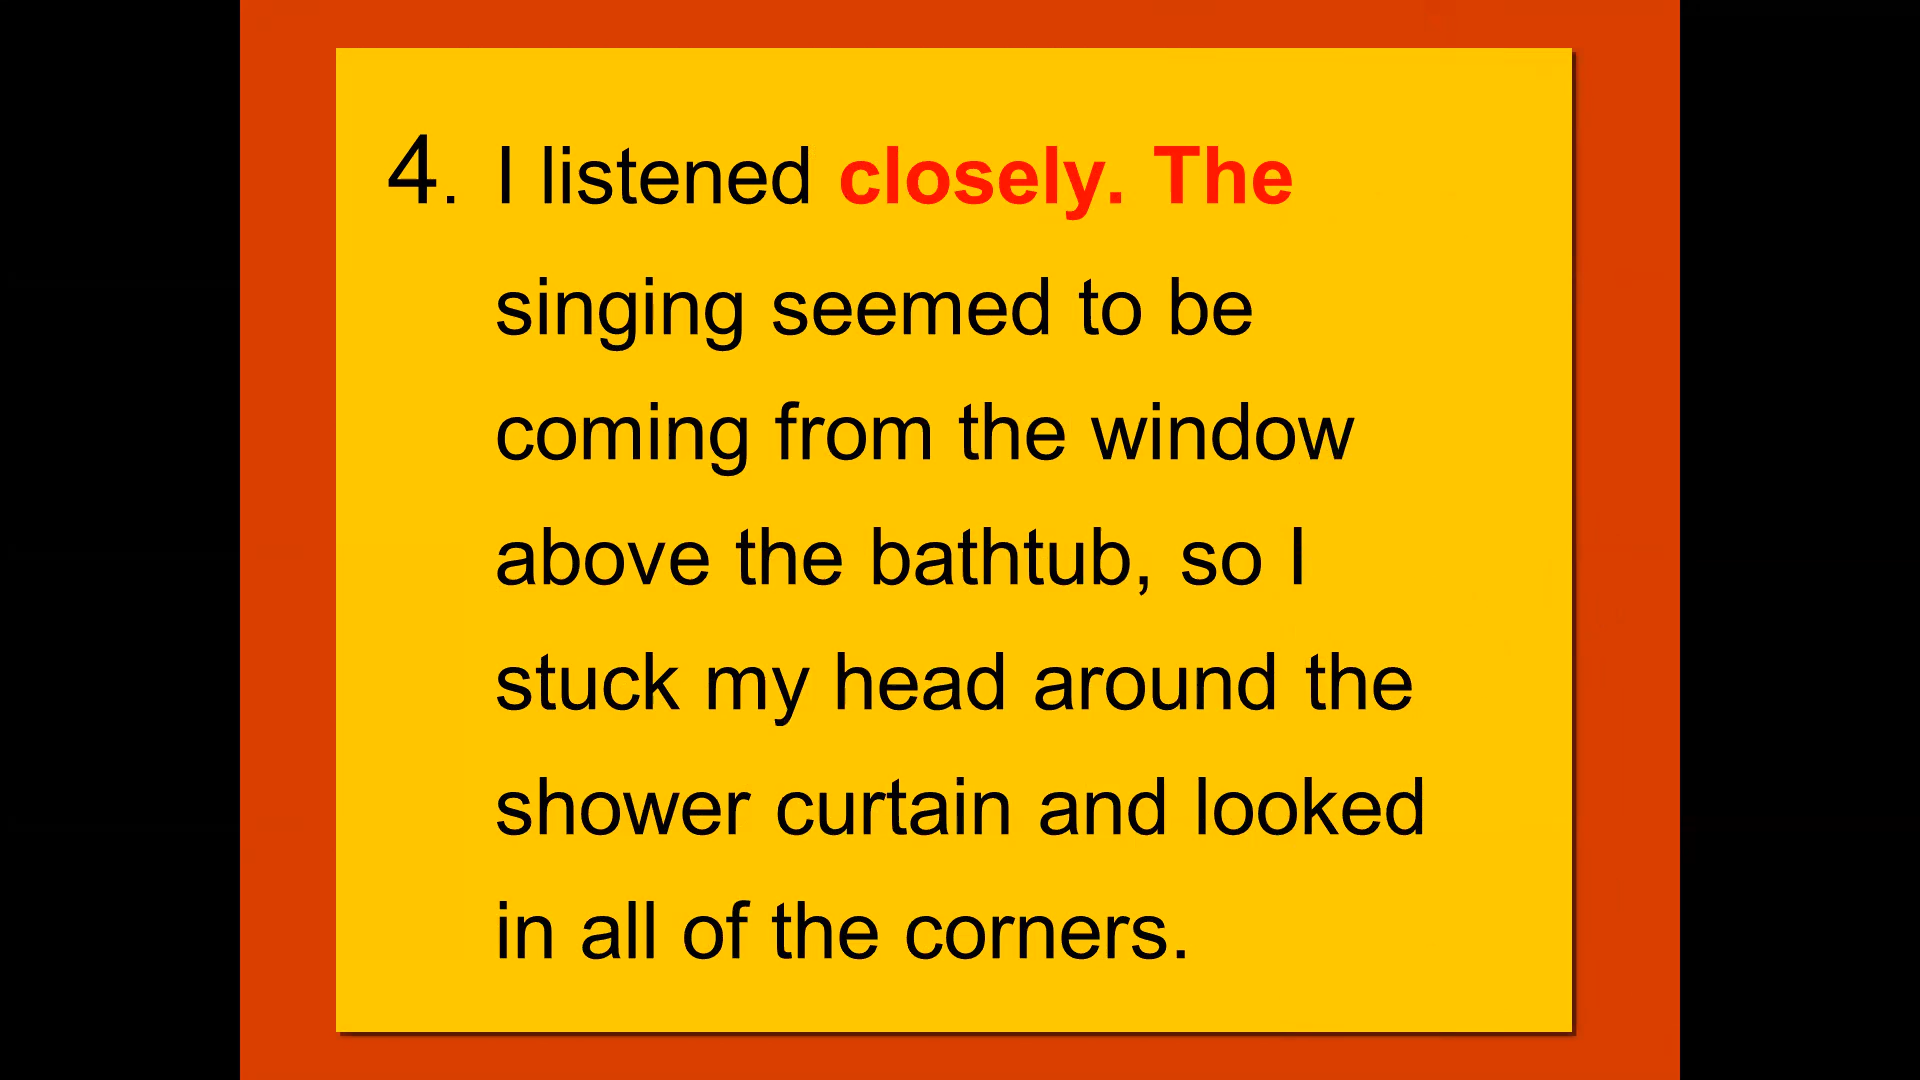 4. I listened closely. The
singing seemed to be
coming from the window
above the bathtub, so I
stuck my head around the
shower curtain and looked
in all of the corners.